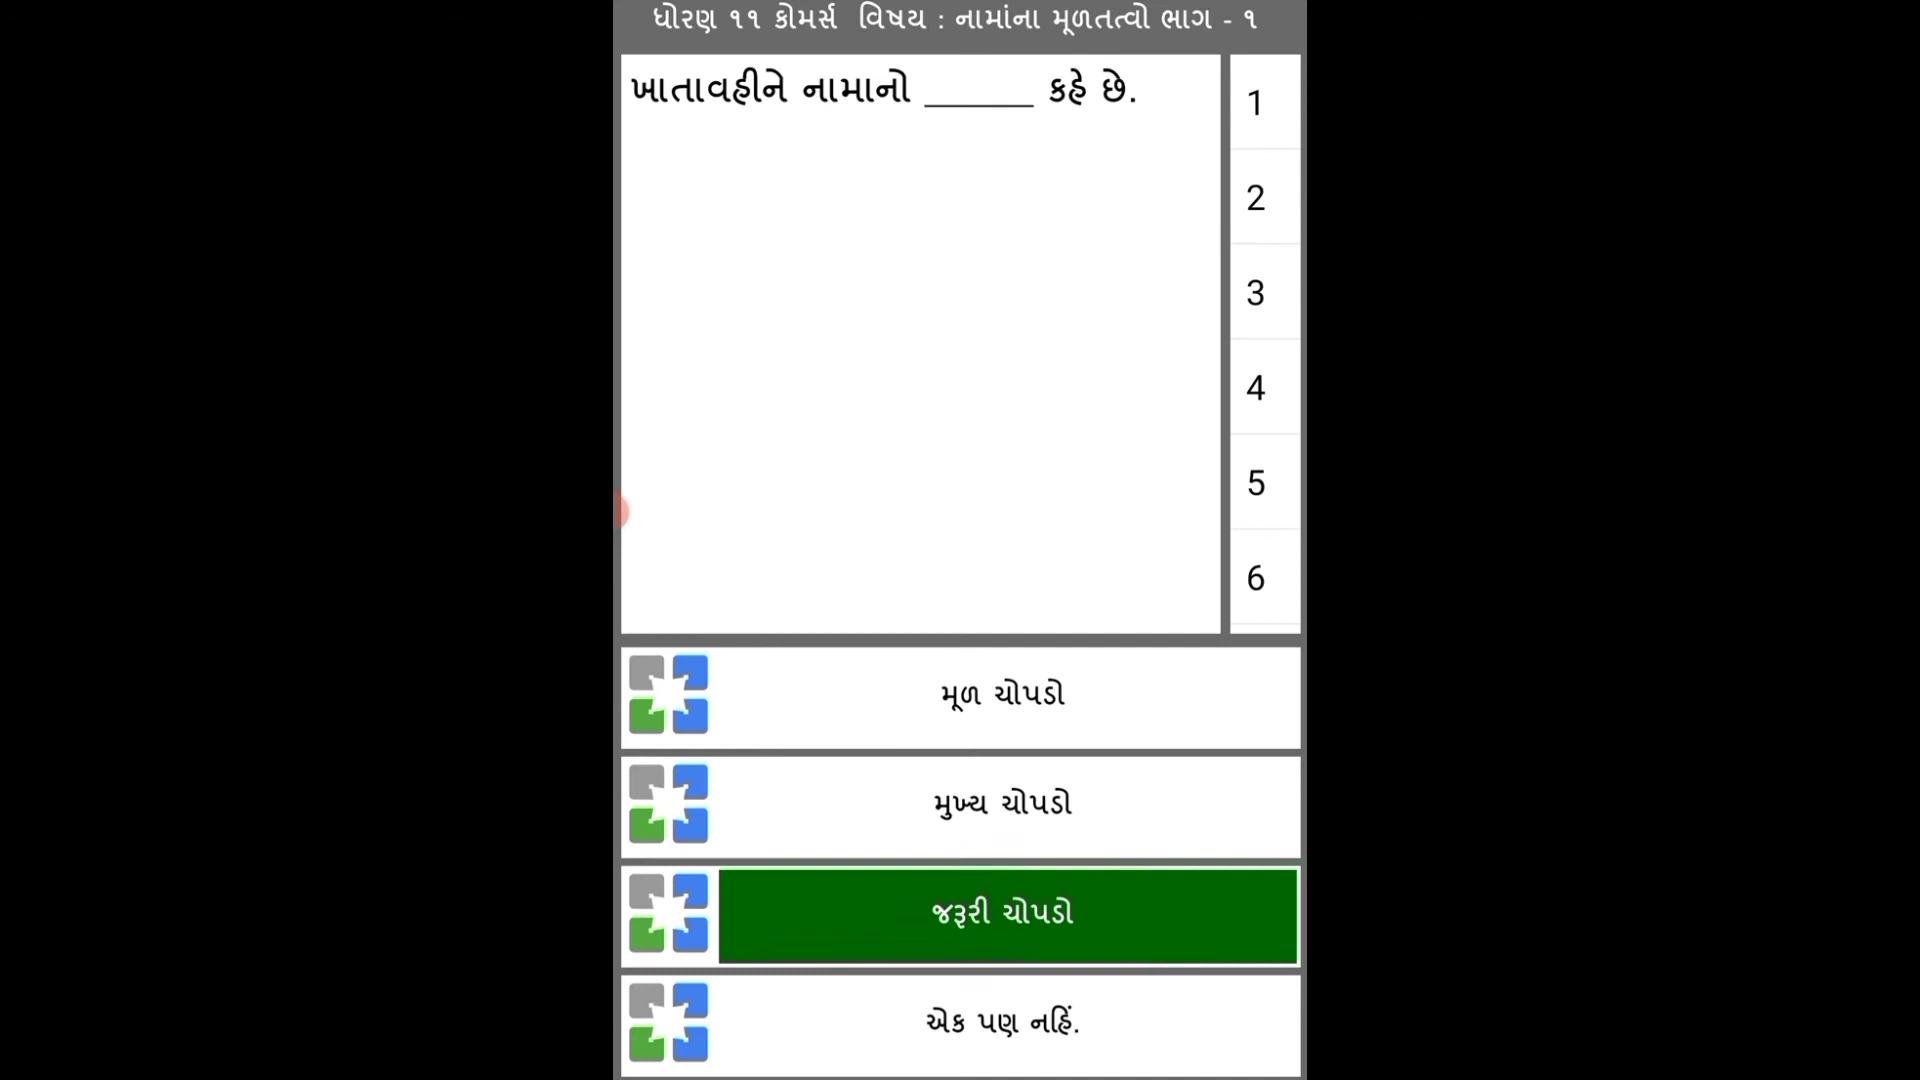 ધોરણ ૧૧ કોમર્સ વિષય : નામાંના મૂળતત્વો ભાગ - ૧
ખાતાવહીને નામાનો ______ કહે છે.
1
2
3
4
5
6
મૂળ ચોપડો
મુખ્ય ચોપડો
જરૂરી ચોપડો
એક પણ નહિં.